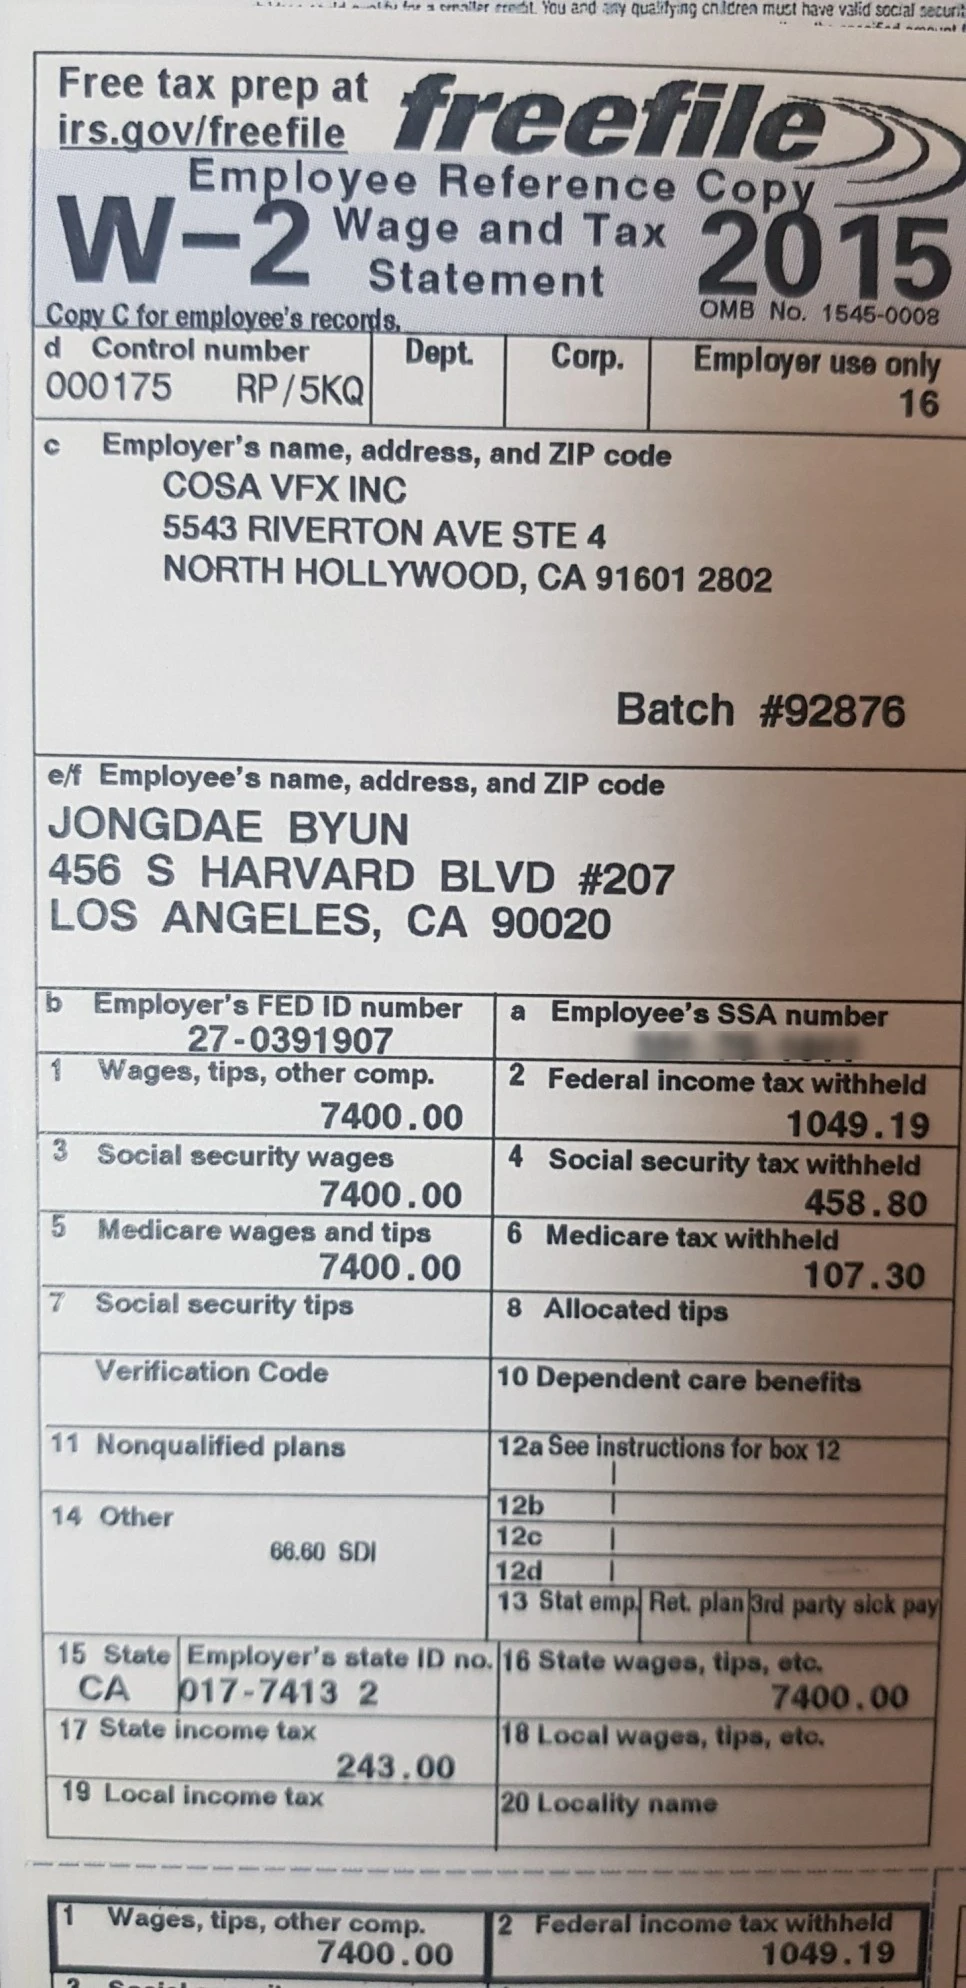 for a smaller credit. You and any qualifying children must have valid social securit
Free tax prep at
irs.gov/freefile
freefile
Employee Reference Copy
W-2 Wage and Tax Statement 2015
OMB No. 1545-0008
Copy C for employee's records.
d Control number Dept. Corp. Employer use only
000175 RP/5KQ 16
c Employer's name, address, and ZIP code
COSA VFX INC
5543 RIVERTON AVE STE 4
NORTH HOLLYWOOD, CA 91601 2802
Batch #92876
e/f Employee's name, address, and ZIP code
JONGDAE BYUN
456 S HARVARD BLVD #207
LOS ANGELES, CA 90020
b Employer's FED ID number a Employee's SSA number
27-0391907
1 Wages, tips, other comp. 2 Federal income tax withheld
7400.00 1049.19
3 Social security wages 4 Social security tax withheld
7400.00 458.80
5 Medicare wages and tips 6 Medicare tax withheld
7400.00 107.30
7 Social security tips 8 Allocated tips
Verification Code 10 Dependent care benefits
11 Nonqualified plans 12a See instructions for box 12
14 Other 12b
66.60 SDI 12c
12d
13 Stat emp. Ret. plan 3rd party sick pay
15 State Employer's state ID no. 16 State wages, tips, etc.
CA 017-7413 2 7400.00
17 State income tax 18 Local wages, tips, etc.
243.00
19 Local income tax 20 Locality name
1 Wages, tips, other comp. 2 Federal income tax withheld
7400.00 1049.19